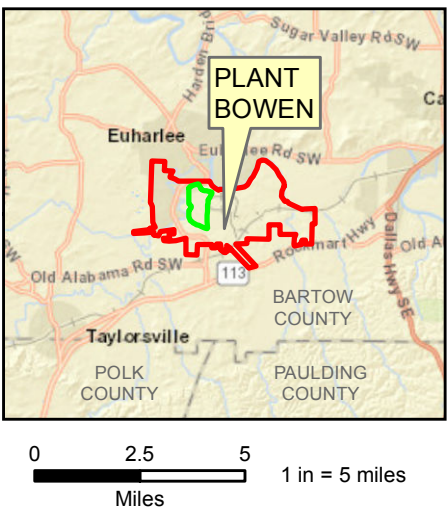 Sugar Valley Rd SW
Harden Bri
PLANT
BOWEN
Ca
Euharlee
Euharlee Rd SW
Dallas Hwy SE
Rockmart Hwy
Old A
SW
Old Alabama Rd SW
113
BARTOW
COUNTY
Taylorsville
POLK
COUNTY
PAULDING
COUNTY
0 2.5 5
1 in = 5 miles
Miles